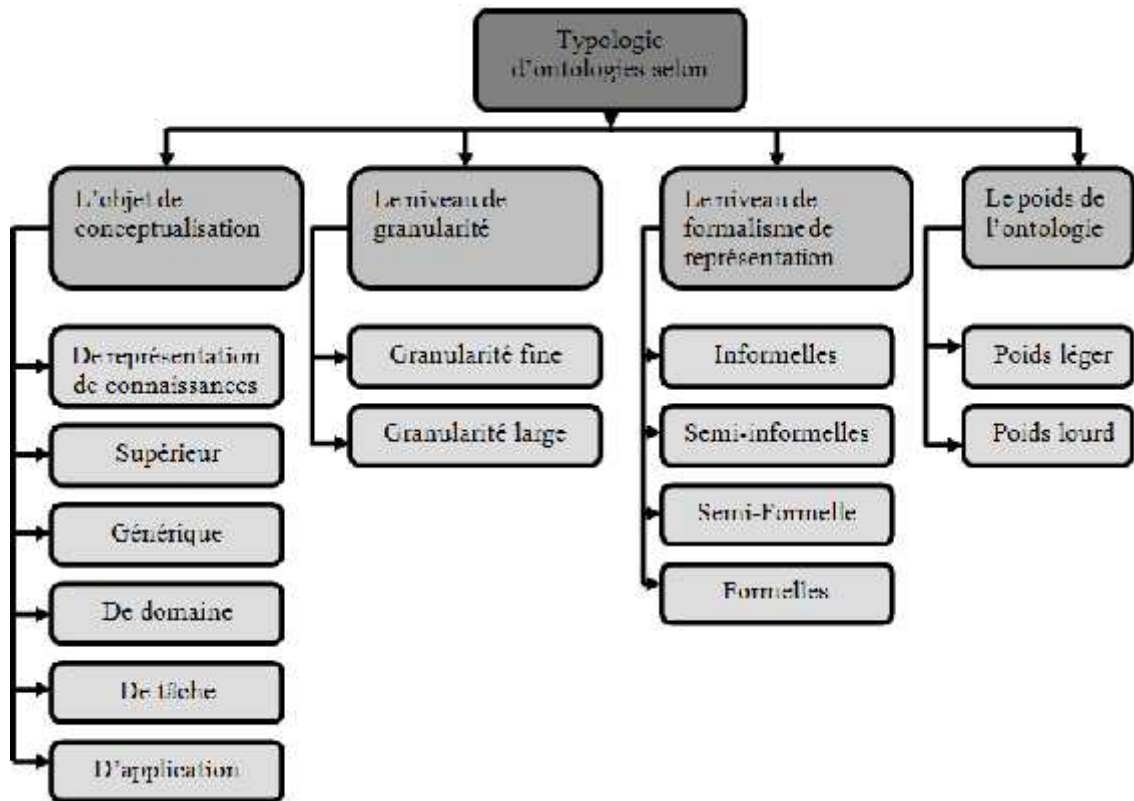 Typologie
d'ontologies selon
L'objet de
conceptualisation
De représentation
de connaissances
Supérieur
Générique
De domaine
De tâche
D'application
Le niveau de
granularité
Granularité fine
Granularité large
Le niveau de
formalisme de
représentation
Informelles
Semi-informelles
Semi-Formelle
Formelles
Le poids de
l'ontologie
Poids léger
Poids lourd